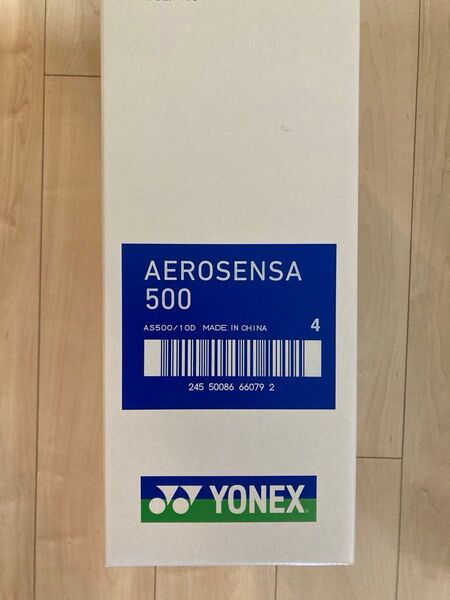 AEROSENSA
500
AS500/10D MADE IN CHINA 4
245 50086 66079 2
YONEX